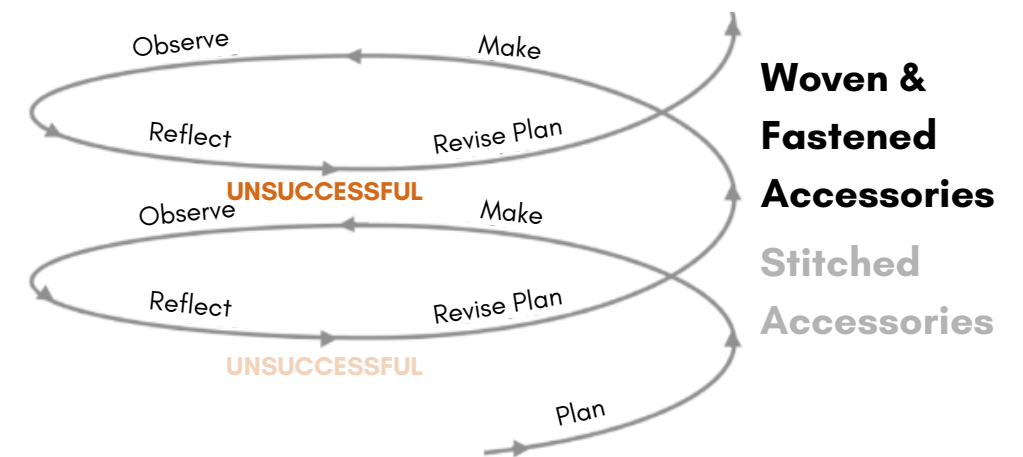 Observe
Make
Woven &
Fastened
Accessories
Reflect
Revise Plan
UNSUCCESSFUL
Observe
Make
Stitched
Accessories
Reflect
Revise Plan
UNSUCCESSFUL
Plan